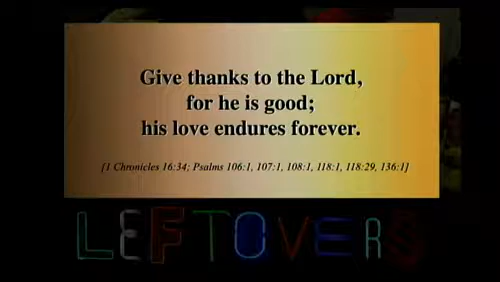 Give thanks to the Lord,
for he is good;
his love endures forever.
[1 Chronicles 16:34; Psalms 106:1, 107:1, 108:1, 118:1, 118:29, 136:1]
LEFTOVERS